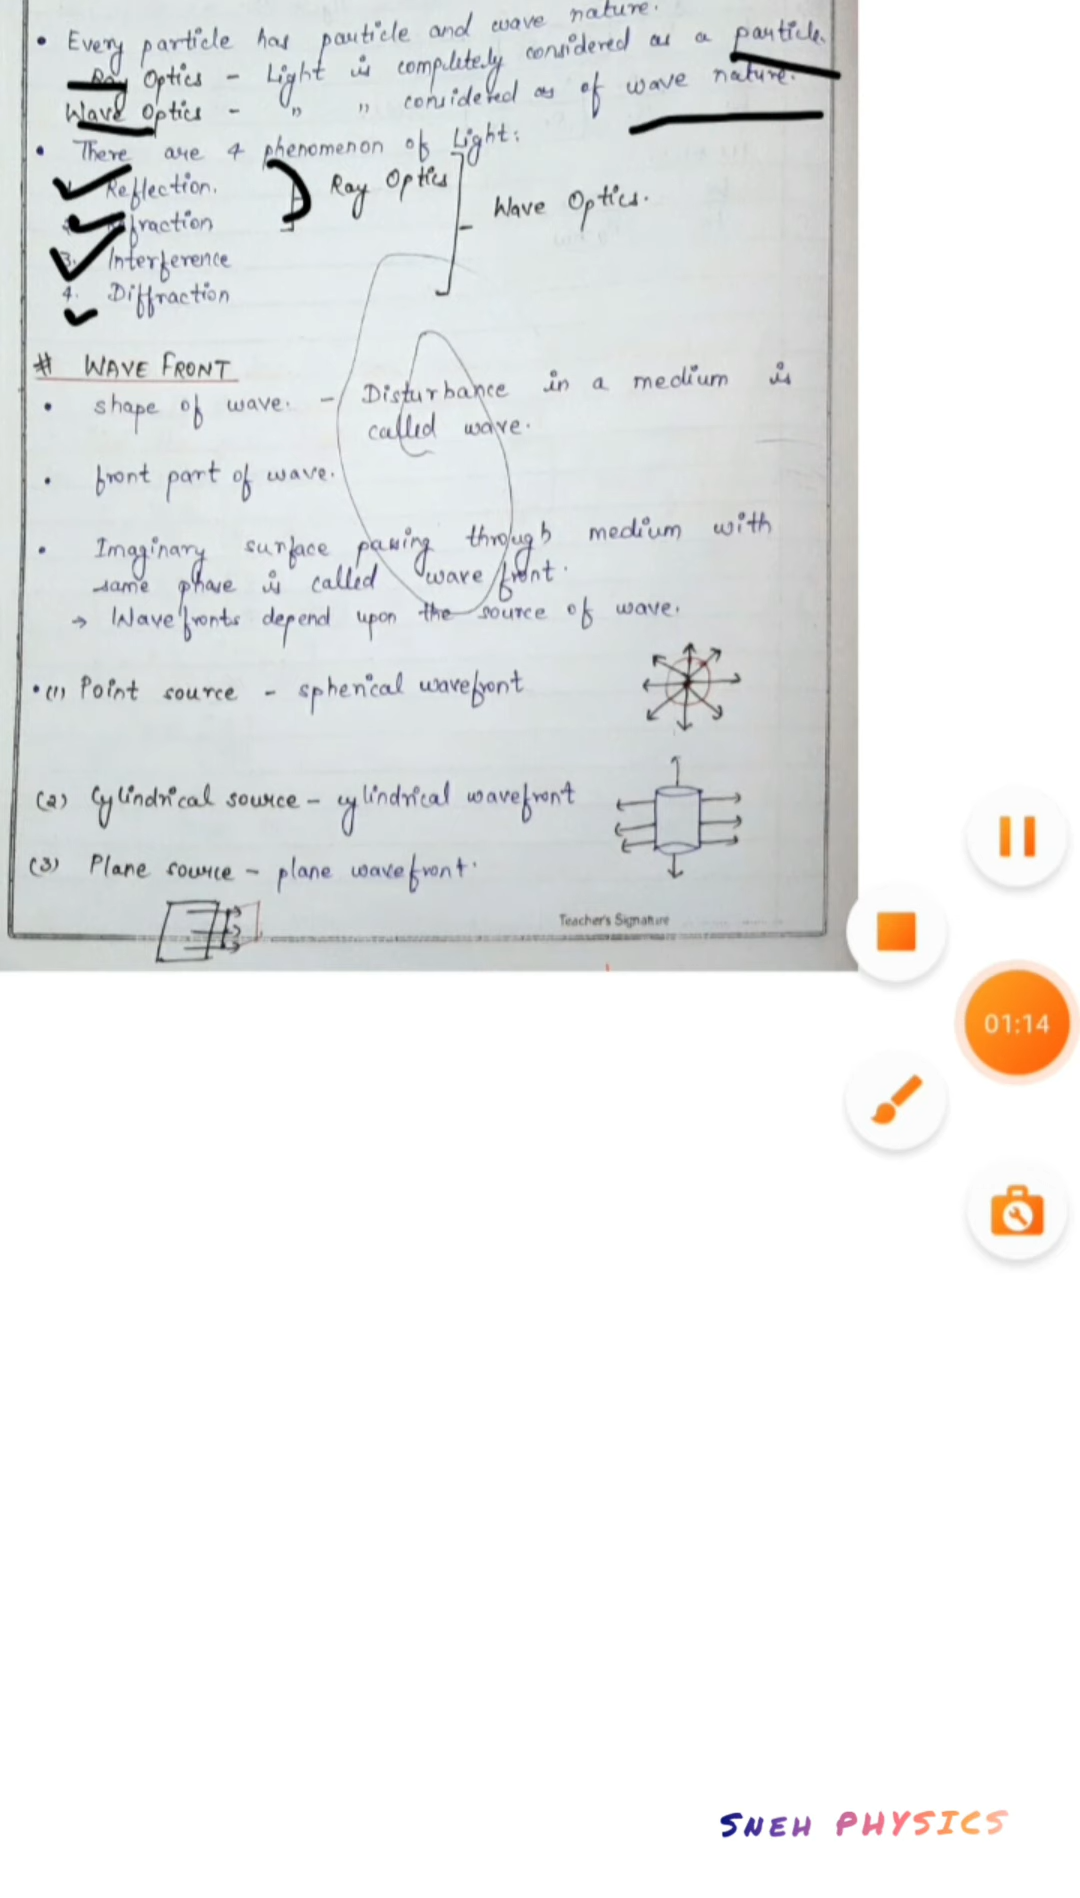 • Every particle has particle and wave nature.
Ray Optics - Light is completely considered as a particle.
Wave Optics - " " considered as of wave nature.
• There are 4 phenomenon of Light:
Reflection.
Ray Optics
Wave Optics.
3. Interference
4. Diffraction
# WAVE FRONT
• shape of wave. - Disturbance in a medium is
called wave.
• front part of wave.
• Imaginary surface passing through medium with
same phase is called wave front.
→ Wavefronts depend upon the source of wave.
• (1) Point source - spherical wavefront
(2) Cylindrical source - cylindrical wavefront
(3) Plane source - plane wavefront.
Teacher's Signature
01:14
SNEH PHYSICS